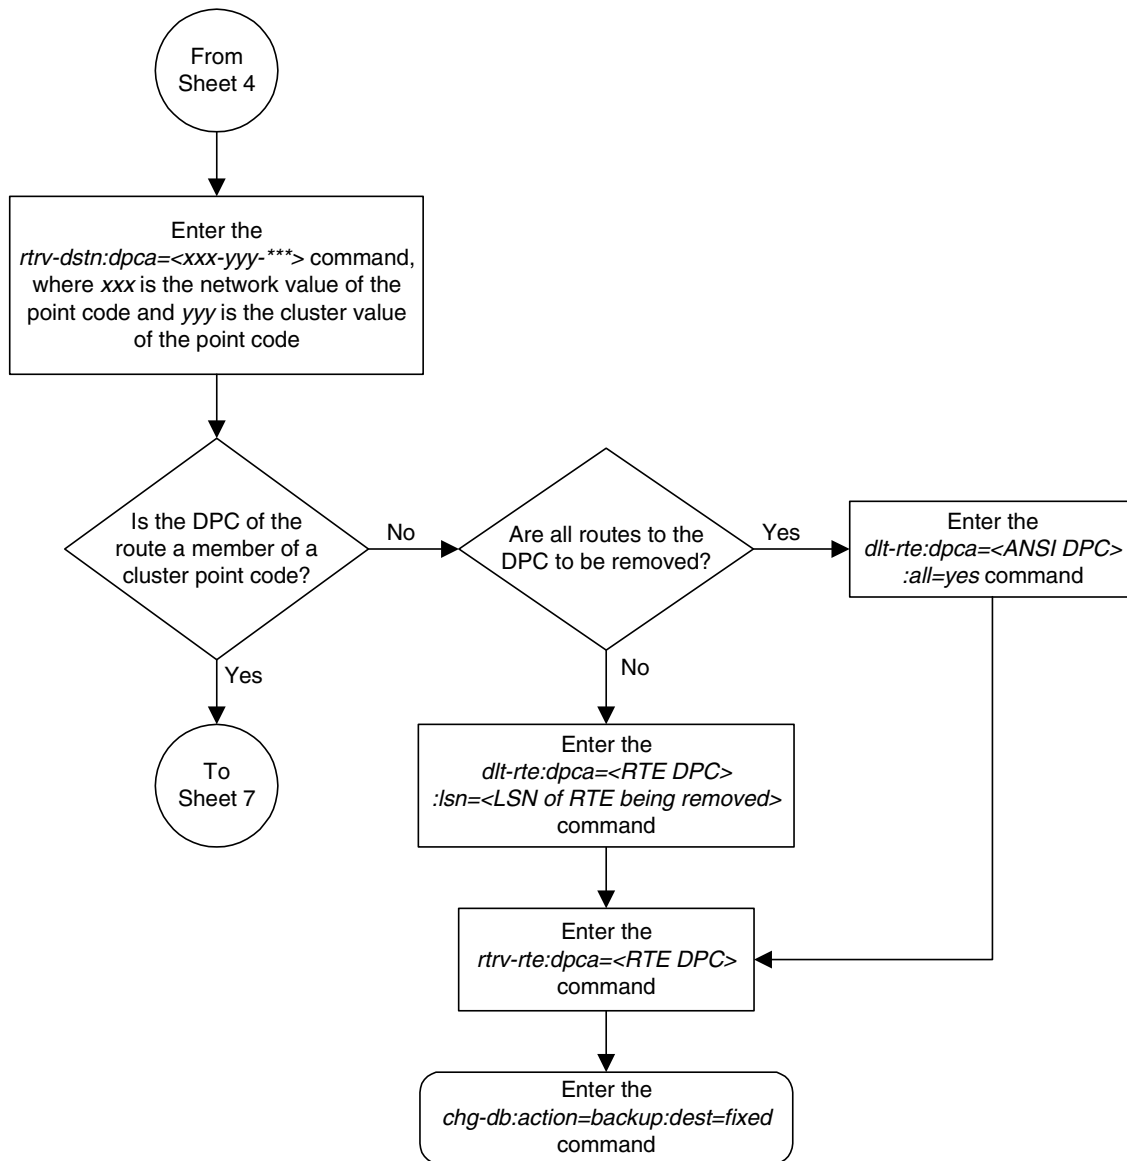 From
Sheet 4
Enter the
rtrv-dstn:dpca=<xxx-yyy-***> command,
where xxx is the network value of the
point code and yyy is the cluster value
of the point code
Is the DPC of the
route a member of a
cluster point code?
No
Are all routes to the
DPC to be removed?
Yes
Enter the
dlt-rte:dpca=<ANSI DPC>
:all=yes command
Yes
No
To
Sheet 7
Enter the
dlt-rte:dpca=<RTE DPC>
:lsn=<LSN of RTE being removed>
command
Enter the
rtrv-rte:dpca=<RTE DPC>
command
Enter the
chg-db:action=backup:dest=fixed
command